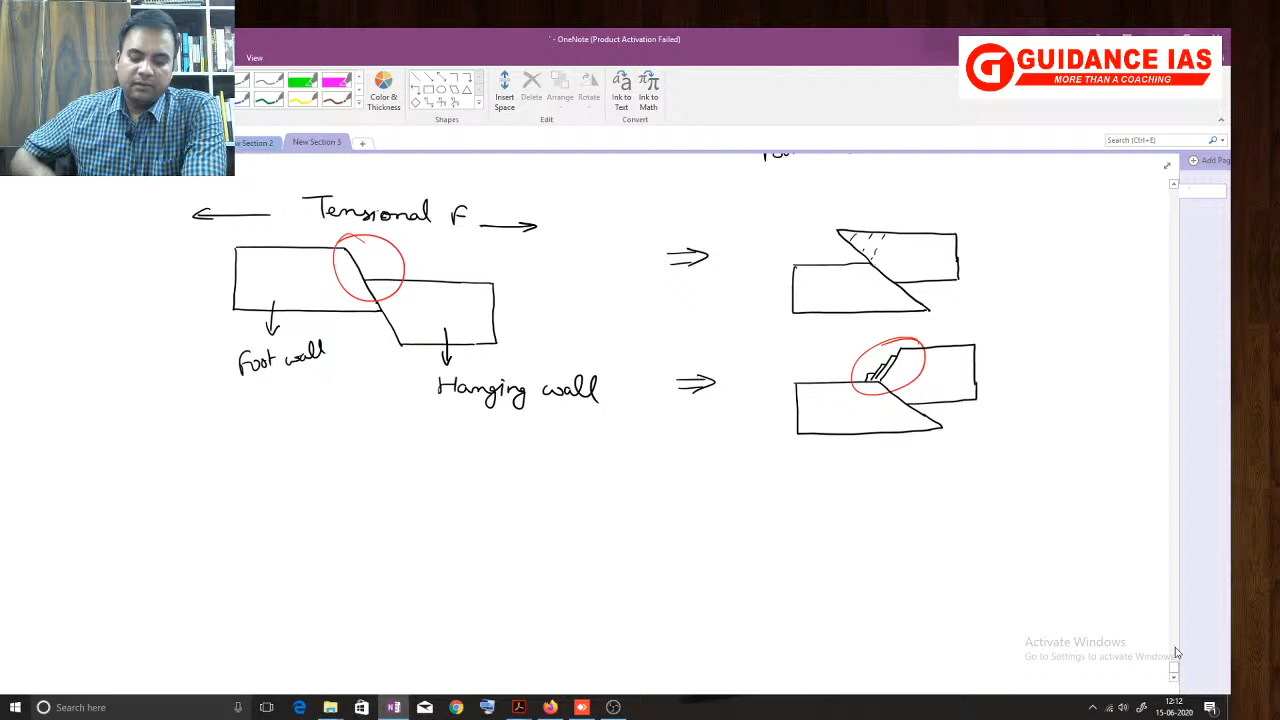 ' - OneNote (Product Activation Failed)
GUIDANCE IAS
MORE THAN A COACHING
View
Color & Thickness
Insert Space
Delete
Arrange
Rotate
Ink to Text
Ink to Math
Shapes
Edit
Convert
New Section 3
Section 2
Search (Ctrl+E)
Add Pag
Tensional F
Foot wall
Hanging wall
Activate Windows
Go to Settings to activate Windows
Search here
12:12
15-06-2020